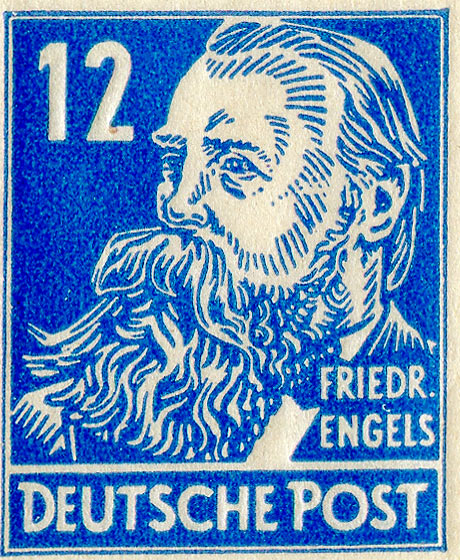 12
FRIEDR.
ENGELS
DEUTSCHE POST